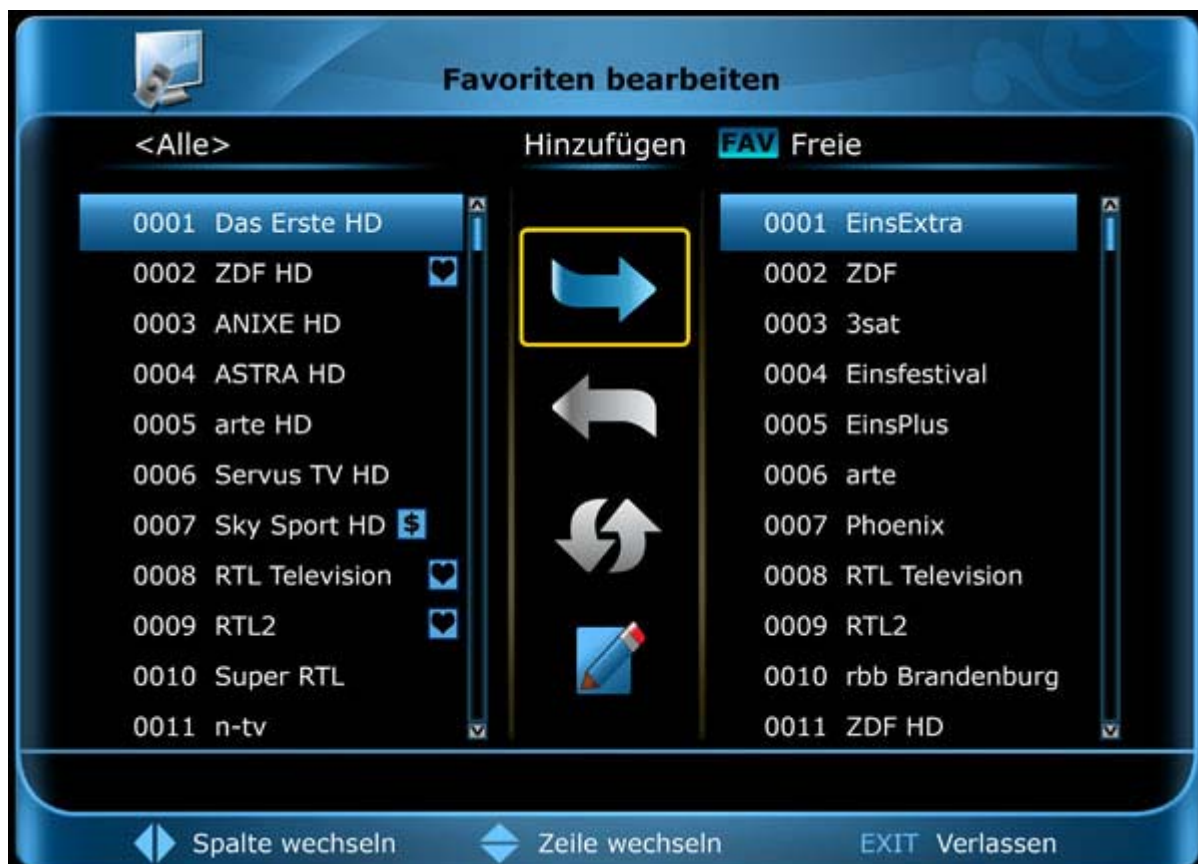 Favoriten bearbeiten
<Alle>
Hinzufügen
FAV Freie
0001 Das Erste HD
0002 ZDF HD
0003 ANIXE HD
0004 ASTRA HD
0005 arte HD
0006 Servus TV HD
0007 Sky Sport HD $
0008 RTL Television
0009 RTL2
0010 Super RTL
0011 n-tv
0001 EinsExtra
0002 ZDF
0003 3sat
0004 Einsfestival
0005 EinsPlus
0006 arte
0007 Phoenix
0008 RTL Television
0009 RTL2
0010 rbb Brandenburg
0011 ZDF HD
Spalte wechseln
Zeile wechseln
EXIT Verlassen